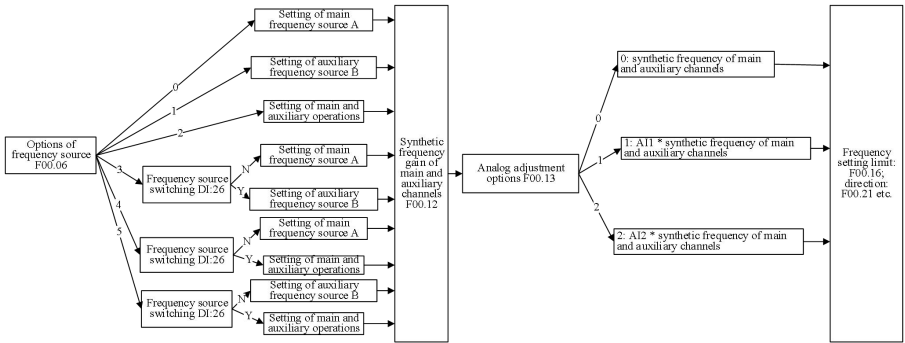 Options of
frequency source
F00.06
0
1
2
3
4
5
Setting of main
frequency source A
Setting of auxiliary
frequency source B
Setting of main and
auxiliary operations
Frequency source
switching DI:26
N
Y
Setting of main
frequency source A
Setting of auxiliary
frequency source B
Frequency source
switching DI:26
N
Y
Setting of main
frequency source A
Setting of main and
auxiliary operations
Frequency source
switching DI:26
N
Y
Setting of auxiliary
frequency source B
Setting of main and
auxiliary operations
Synthetic
frequency
gain of
main and
auxiliary
channels
F00.12
Analog adjustment
options F00.13
0
1
2
0: synthetic frequency of main
and auxiliary channels
1: AI1 * synthetic frequency of main
and auxiliary channels
2: AI2 * synthetic frequency of main
and auxiliary channels
Frequency
setting limit:
F00.16;
direction:
F00.21 etc.